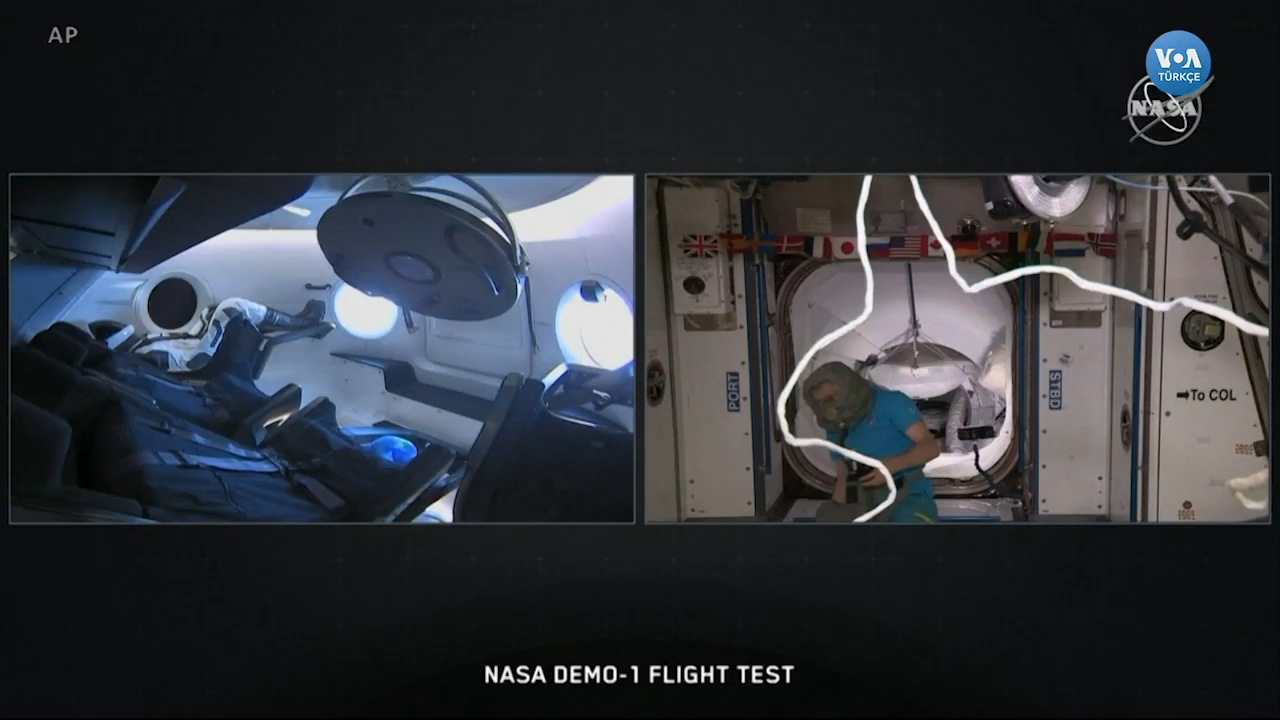 AP
VOA
TÜRKÇE
NASA
PORT
STBD
To COL
NASA DEMO-1 FLIGHT TEST